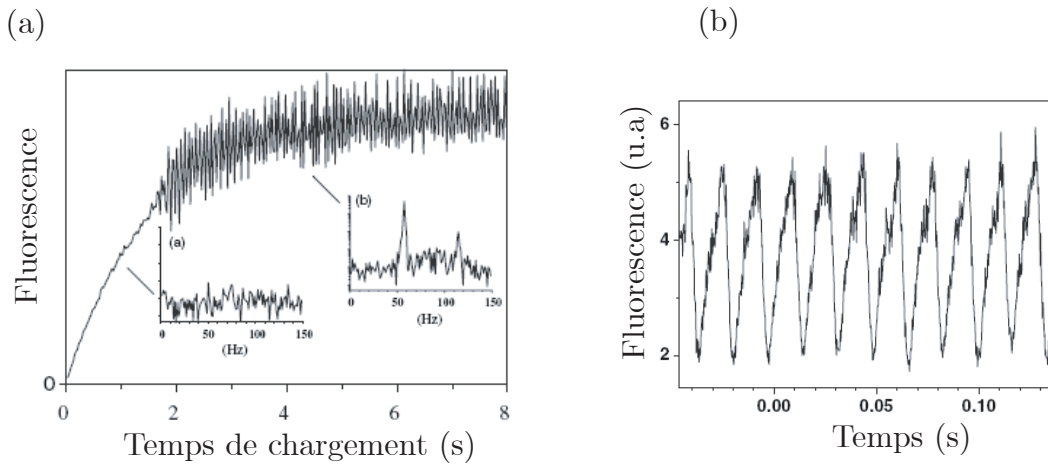 (a)
Fluorescence
0
(a)
0 50 100 150
(Hz)
(b)
0 50 100 150
(Hz)
0 2 4 6 8
Temps de chargement (s)
(b)
Fluorescence (u.a)
6
4
2
0.00 0.05 0.10
Temps (s)